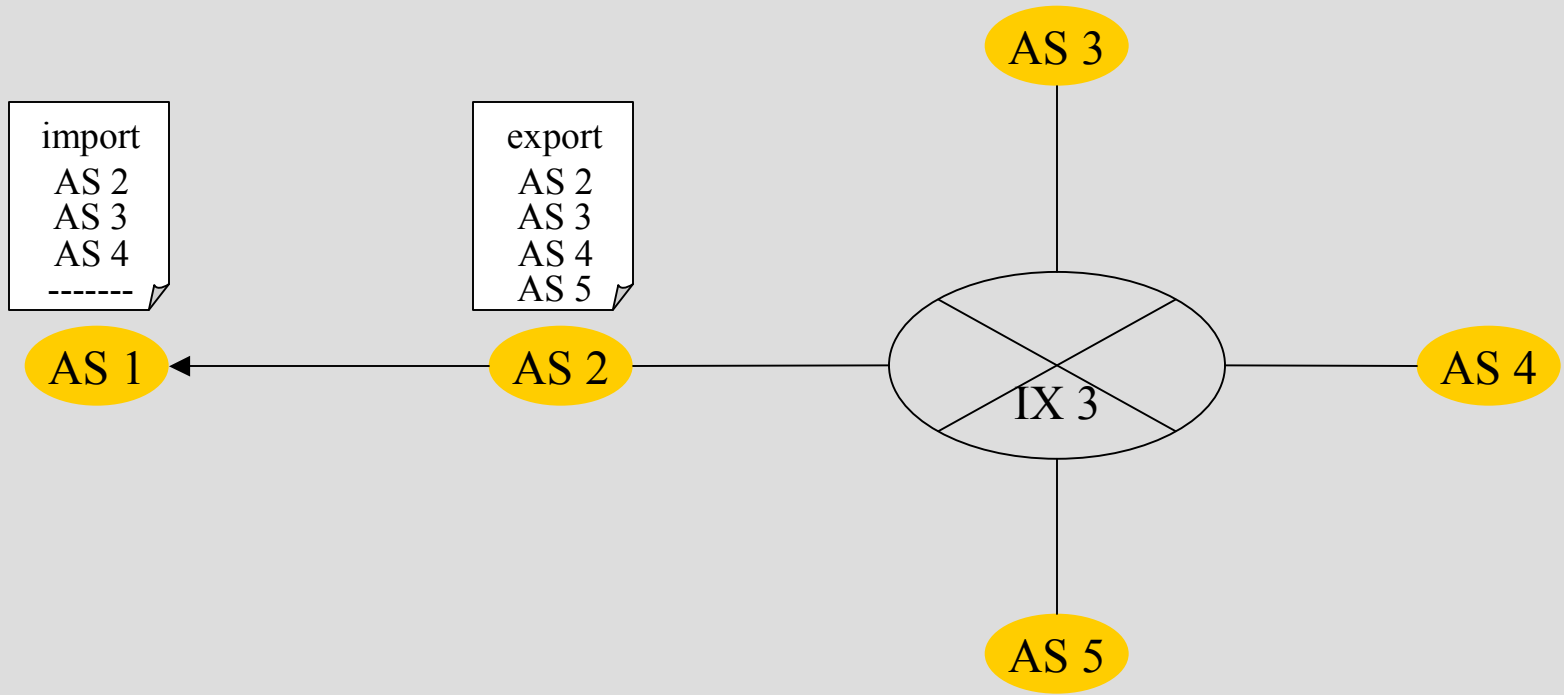 AS 3
import
AS 2
AS 3
AS 4
-------
export
AS 2
AS 3
AS 4
AS 5
AS 1
AS 2
IX 3
AS 4
AS 5